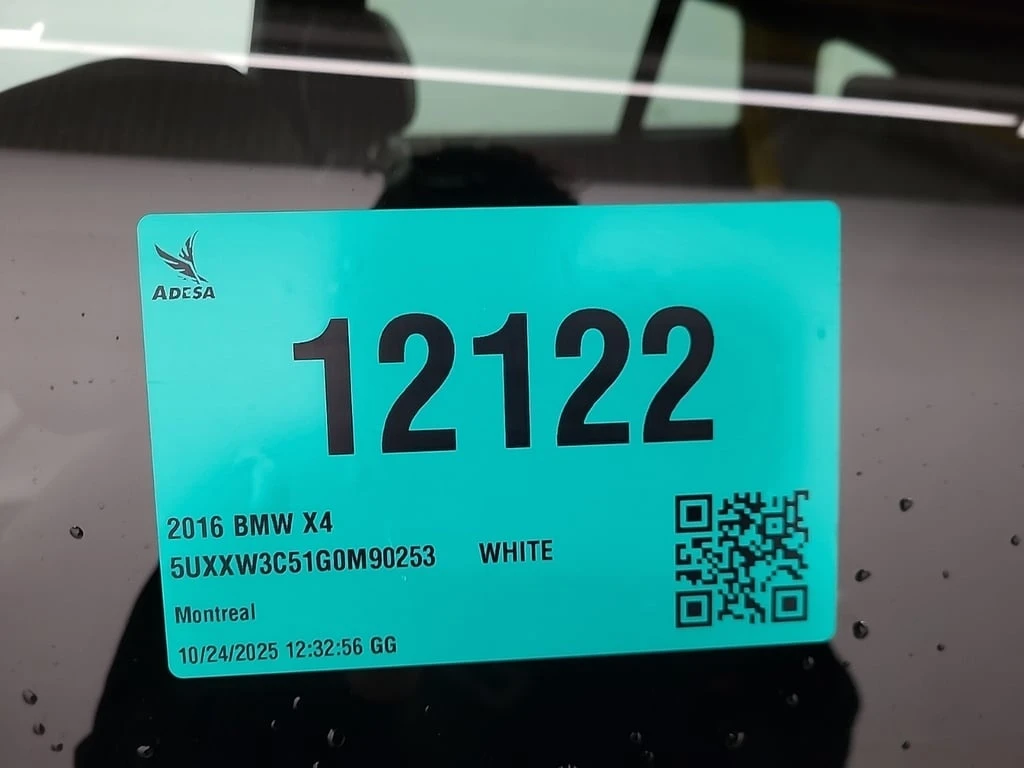 ADESA
12122
2016 BMW X4
5UXXW3C51G0M90253 WHITE
Montreal
10/24/2025 12:32:56 GG